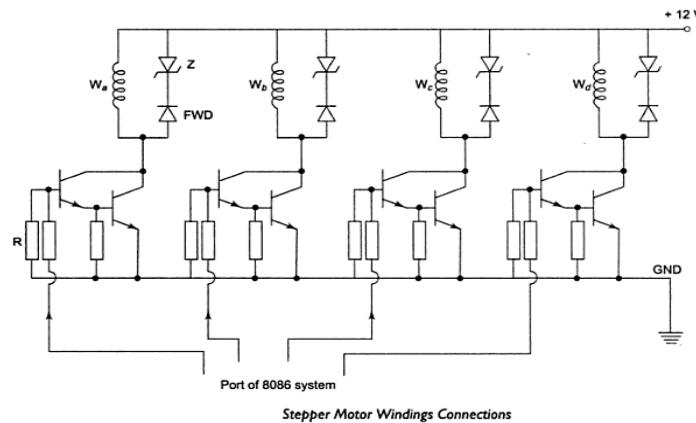 + 12 V
Z
Wa
Wb
Wc
Wd
FWD
R
GND
Port of 8086 system
Stepper Motor Windings Connections